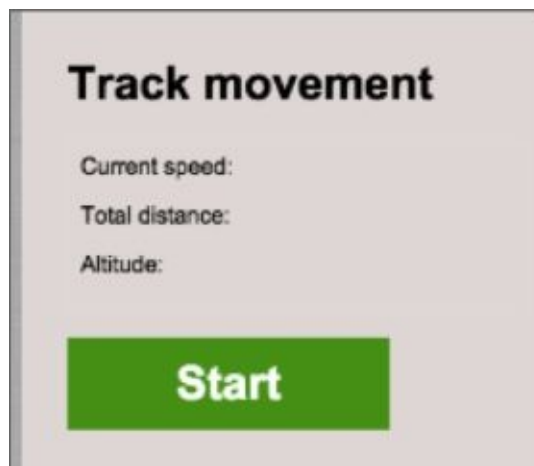 Track movement
Current speed:
Total distance:
Altitude:
Start